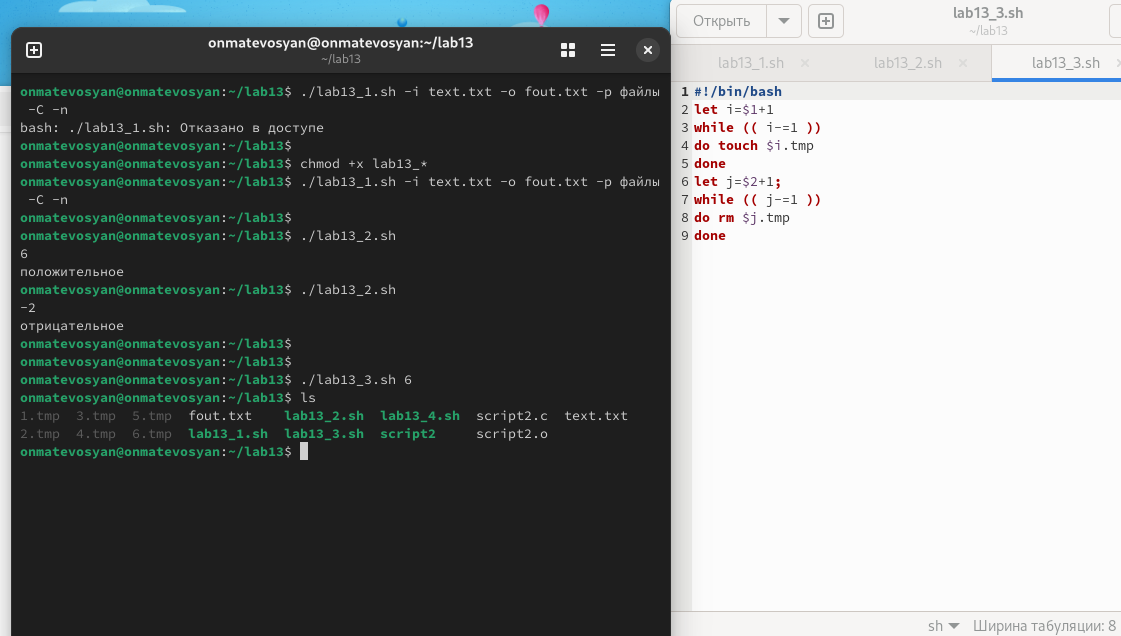 onmatevosyan@onmatevosyan:~/lab13
~/lab13
onmatevosyan@onmatevosyan:~/lab13$ ./lab13_1.sh -i text.txt -o fout.txt -p файлы
 -C -n
bash: ./lab13_1.sh: Отказано в доступе
onmatevosyan@onmatevosyan:~/lab13$
onmatevosyan@onmatevosyan:~/lab13$ chmod +x lab13_*
onmatevosyan@onmatevosyan:~/lab13$ ./lab13_1.sh -i text.txt -o fout.txt -p файлы
 -C -n
onmatevosyan@onmatevosyan:~/lab13$
onmatevosyan@onmatevosyan:~/lab13$ ./lab13_2.sh
6
положительное
onmatevosyan@onmatevosyan:~/lab13$ ./lab13_2.sh
-2
отрицательное
onmatevosyan@onmatevosyan:~/lab13$
onmatevosyan@onmatevosyan:~/lab13$
onmatevosyan@onmatevosyan:~/lab13$ ./lab13_3.sh 6
onmatevosyan@onmatevosyan:~/lab13$ ls
1.tmp  3.tmp  5.tmp  fout.txt    lab13_2.sh  lab13_4.sh  script2.c  text.txt
2.tmp  4.tmp  6.tmp  lab13_1.sh  lab13_3.sh  script2     script2.o
onmatevosyan@onmatevosyan:~/lab13$
Открыть
lab13_3.sh
~/lab13
lab13_1.sh × lab13_2.sh × lab13_3.sh ×
1 #!/bin/bash
2 let i=$1+1
3 while (( i-=1 ))
4 do touch $i.tmp
5 done
6 let j=$2+1;
7 while (( j-=1 ))
8 do rm $j.tmp
9 done
sh Ширина табуляции: 8